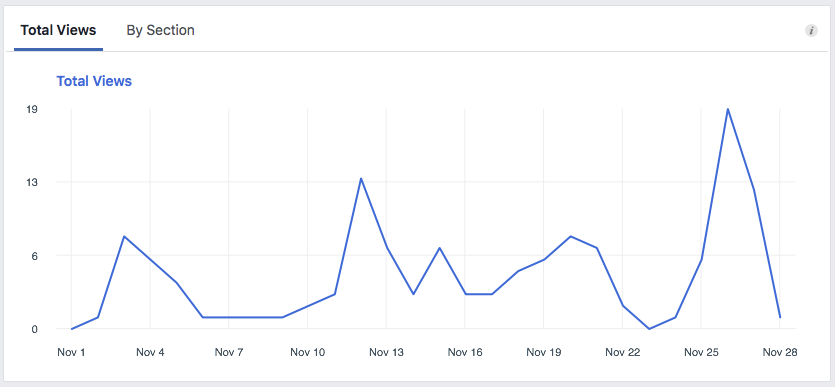 Total Views By Section i
Total Views
19
13
6
0
Nov 1 Nov 4 Nov 7 Nov 10 Nov 13 Nov 16 Nov 19 Nov 22 Nov 25 Nov 28